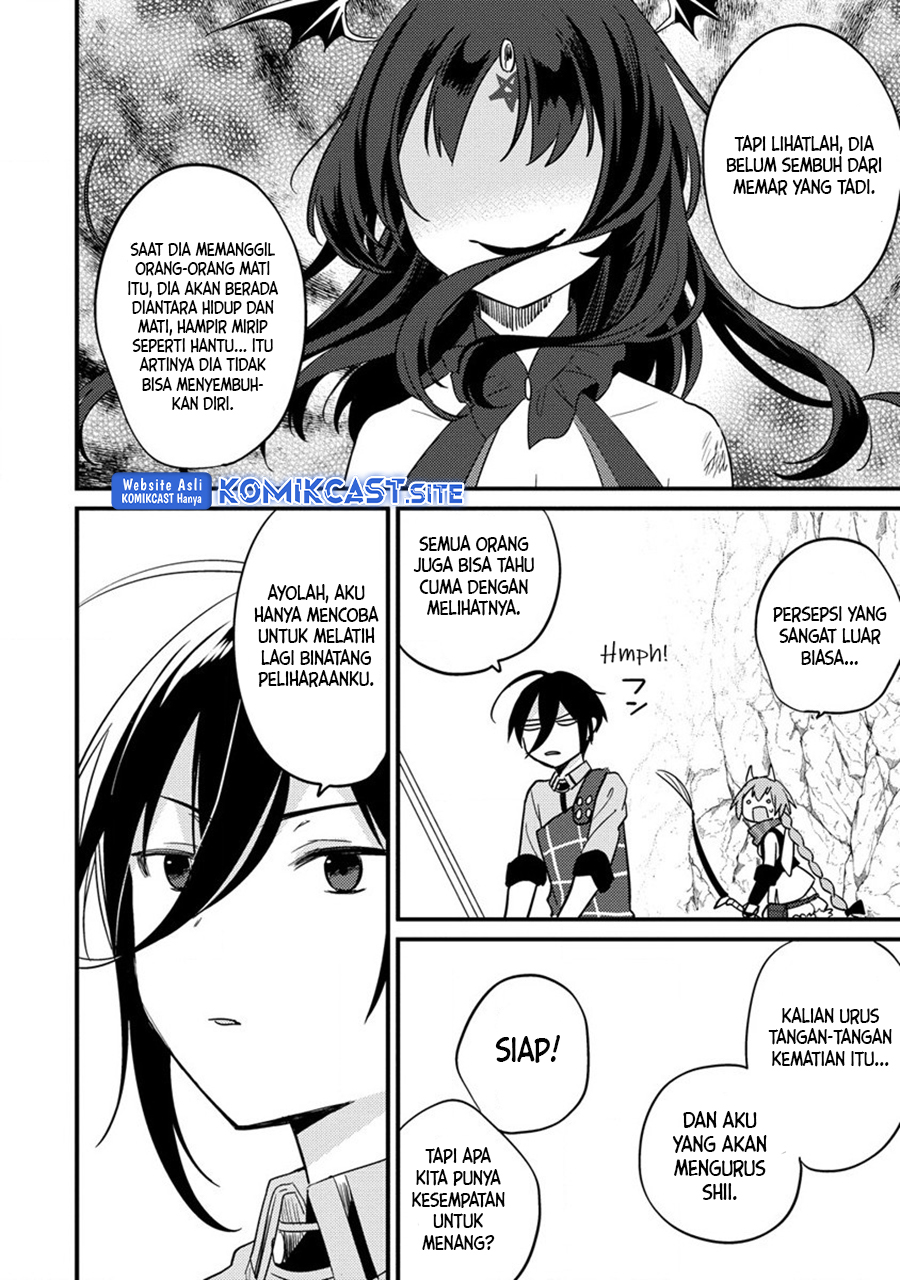 TAPI LIHATLAH, DIA
BELUM SEMBUH DARI
MEMAR YANG TADI.
SAAT DIA MEMANGGIL
ORANG-ORANG MATI
ITU, DIA AKAN BERADA
DIANTARA HIDUP DAN
MATI, HAMPIR MIRIP
SEPERTI HANTU... ITU
ARTINYA DIA TIDAK
BISA MENYEMBUH-
KAN DIRI.
Website Asli
KOMIKCAST Hanya
KOMIKCAST.SITE
PERSEPSI YANG
SANGAT LUAR
BIASA...
SEMUA ORANG
JUGA BISA TAHU
CUMA DENGAN
MELIHATNYA.
Hmph!
AYOLAH, AKU
HANYA MENCOBA
UNTUK MELATIH
LAGI BINATANG
PELIHARAANKU.
KALIAN URUS
TANGAN-TANGAN
KEMATIAN ITU...
DAN AKU
YANG AKAN
MENGURUS
SHII.
SIAP!
TAPI APA
KITA PUNYA
KESEMPATAN
UNTUK
MENANG?